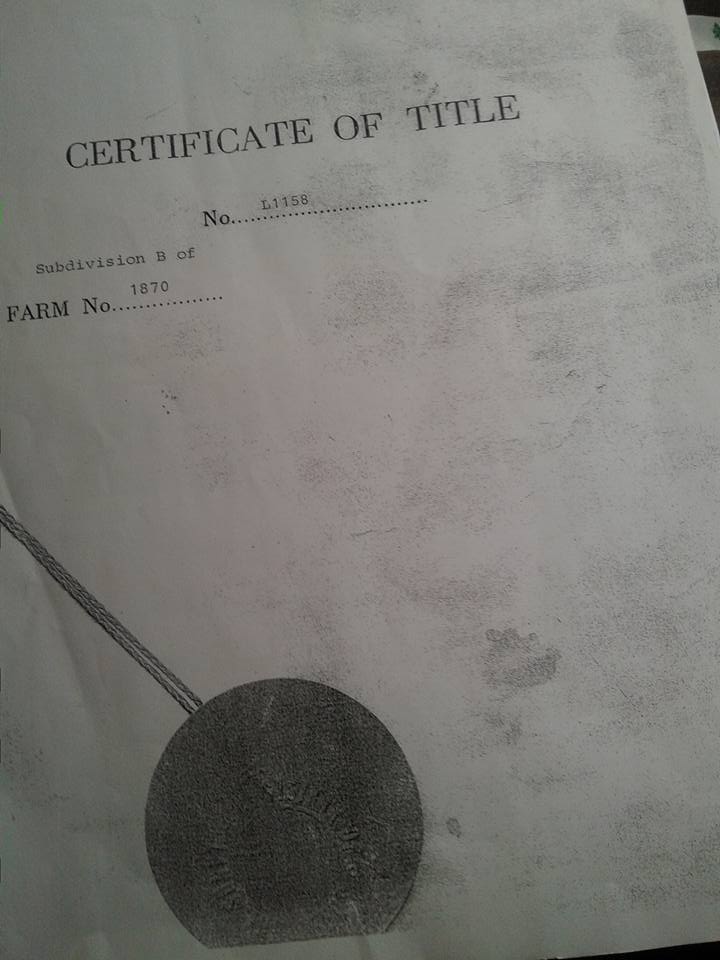 CERTIFICATE OF TITLE
No....L1158..............................
Subdivision B of
FARM No....1870................